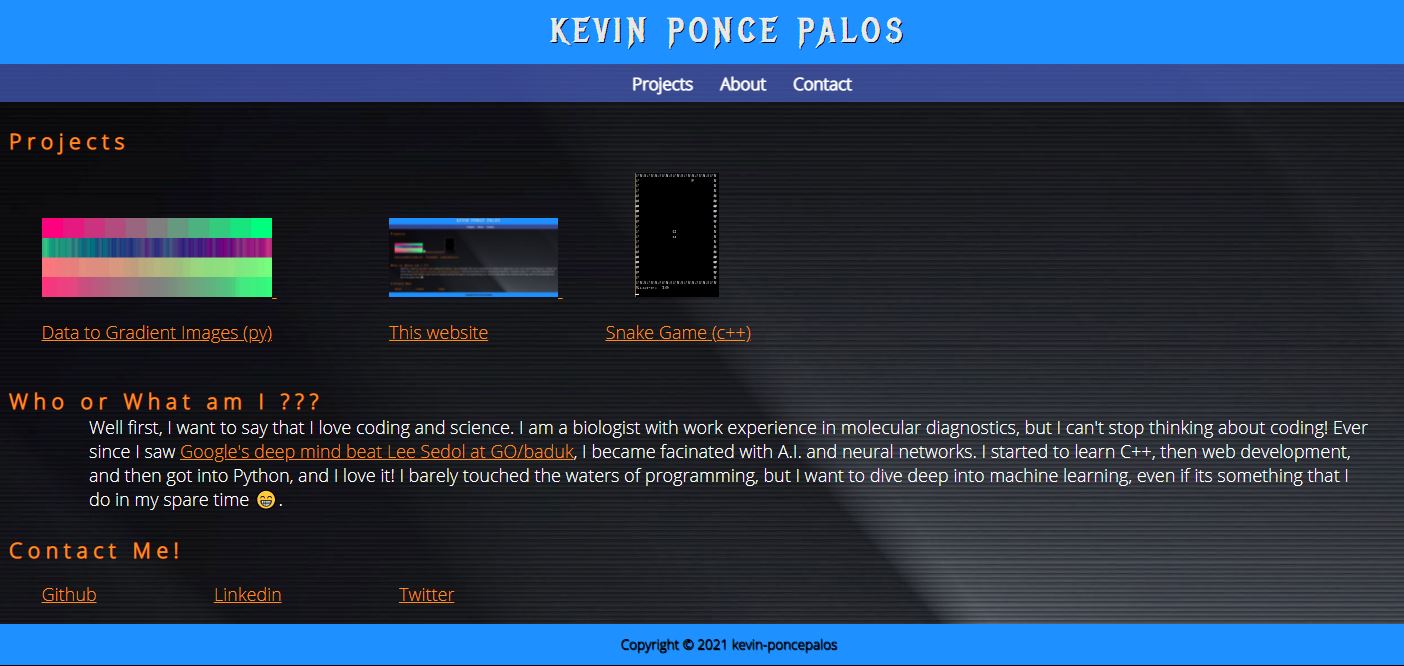 KEVIN PONCE PALOS
Projects About Contact
Projects
Data to Gradient Images (py) This website Snake Game (c++)
Who or What am I ???
Well first, I want to say that I love coding and science. I am a biologist with work experience in molecular diagnostics, but I can't stop thinking about coding! Ever
since I saw Google's deep mind beat Lee Sedol at GO/baduk, I became facinated with A.I. and neural networks. I started to learn C++, then web development,
and then got into Python, and I love it! I barely touched the waters of programming, but I want to dive deep into machine learning, even if its something that I
do in my spare time 😁.
Contact Me!
Github Linkedin Twitter
Copyright © 2021 kevin-poncepalos